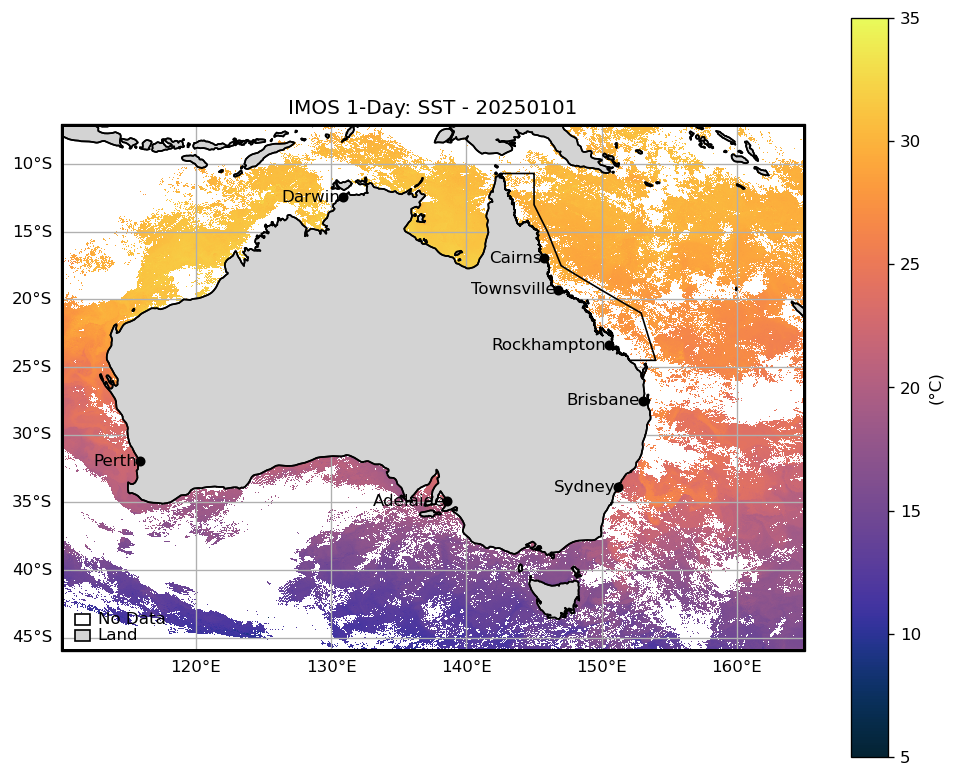 IMOS 1-Day: SST - 20250101
35
30
25
20
15
10
5
(°C)
10°S
15°S
20°S
25°S
30°S
35°S
40°S
45°S
Darwin
Cairns
Townsville
Rockhampton
Brisbane
Perth
Sydney
Adelaide
No Data
Land
120°E 130°E 140°E 150°E 160°E